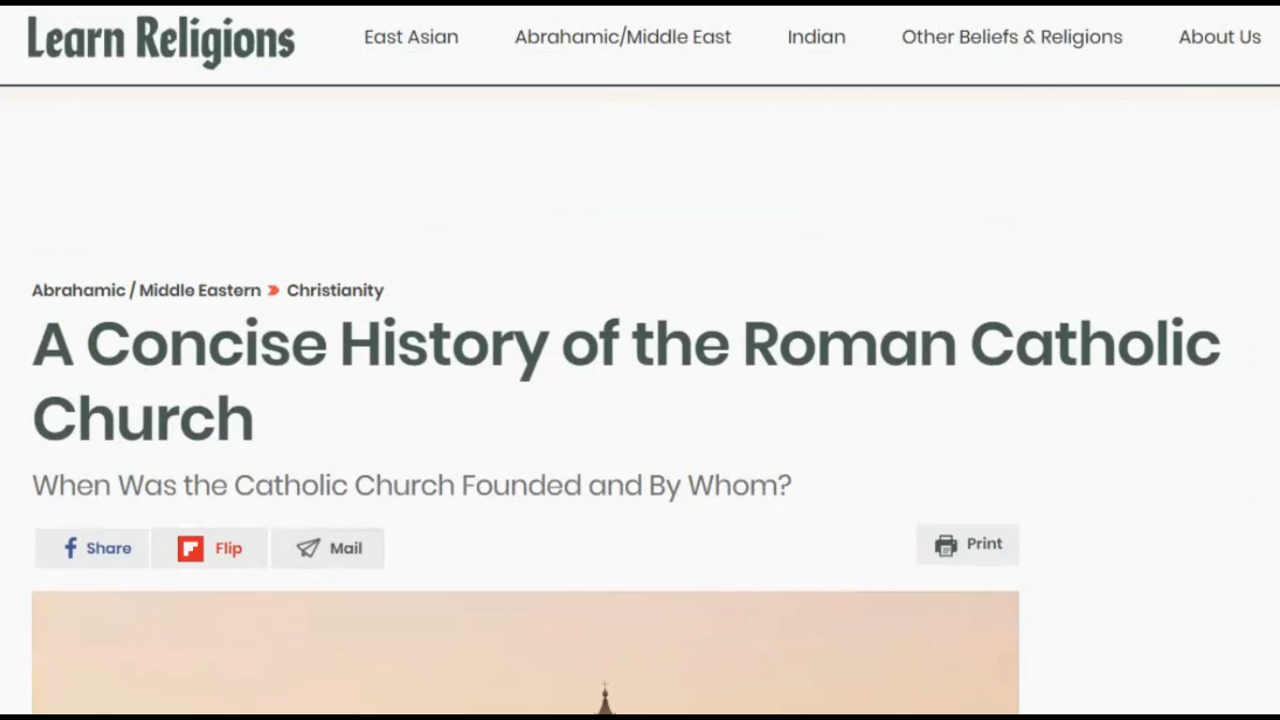 Learn Religions East Asian Abrahamic/Middle East Indian Other Beliefs & Religions About Us
Abrahamic / Middle Eastern » Christianity
A Concise History of the Roman Catholic
Church
When Was the Catholic Church Founded and By Whom?
Share Flip Mail Print